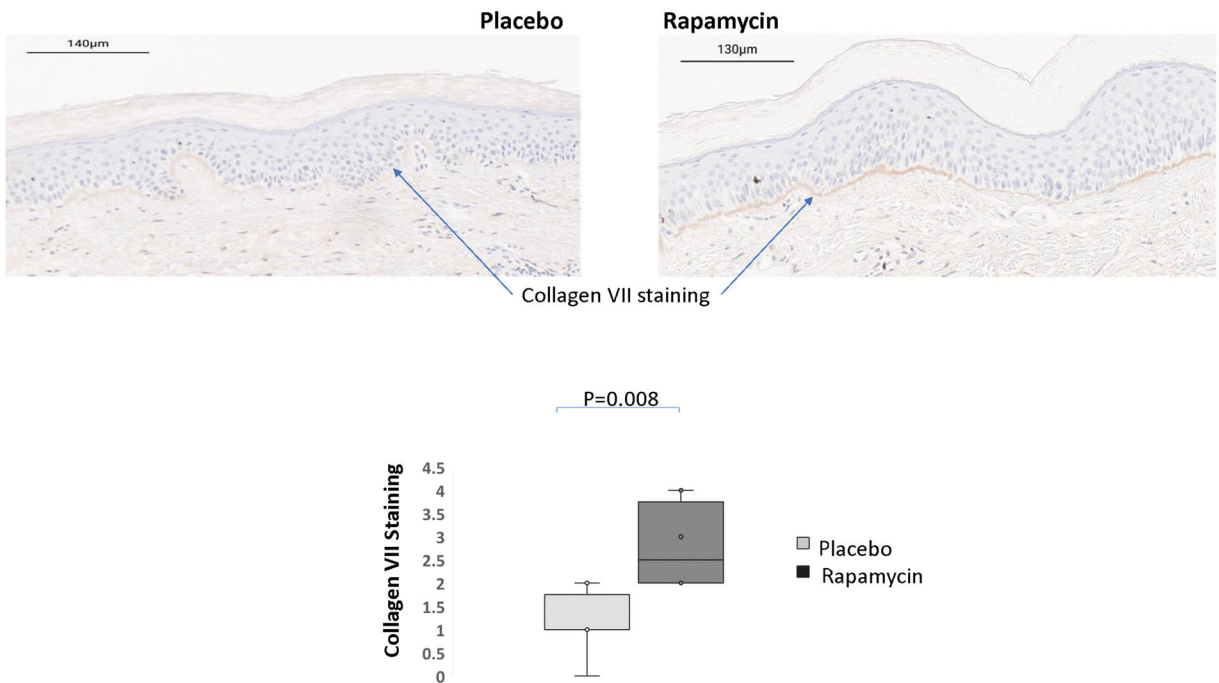 Placebo
Rapamycin
140µm
130µm
Collagen VII staining
P=0.008
Collagen VII Staining
4.5
4
3.5
3
2.5
2
1.5
1
0.5
0
Placebo
Rapamycin